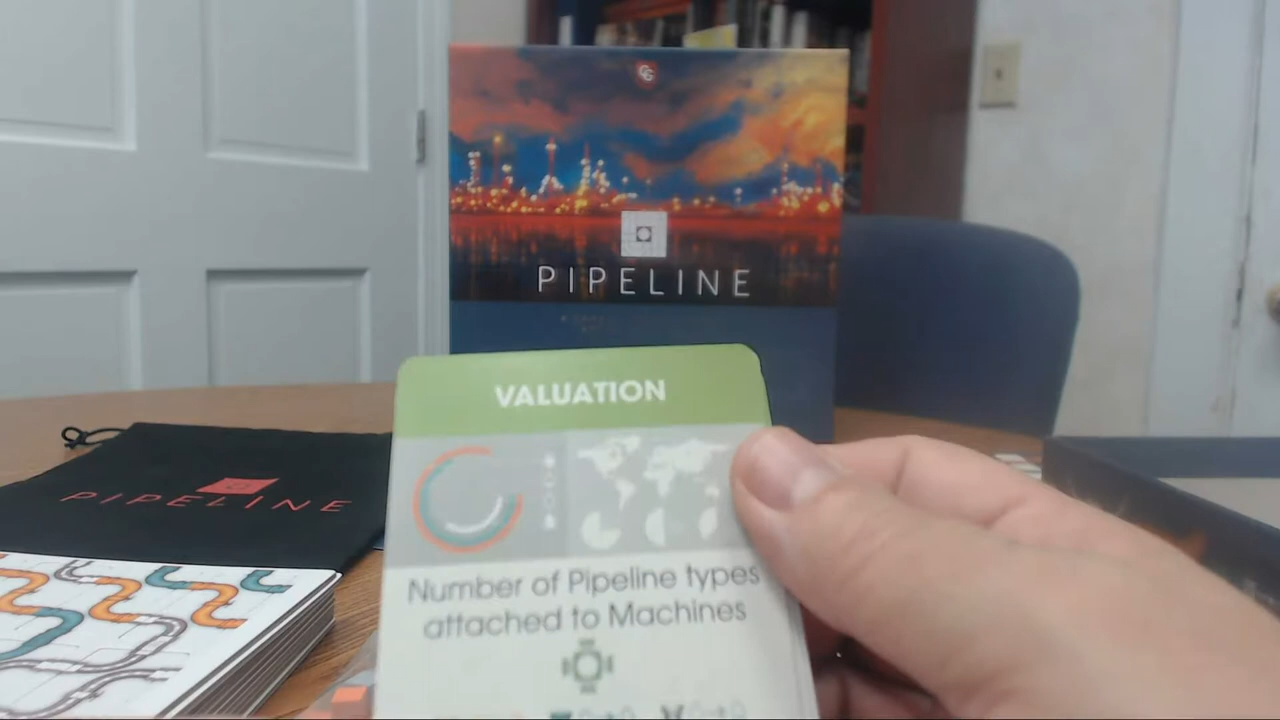 PIPELINE
VALUATION
PIPELINE
Number of Pipeline types
attached to Machines